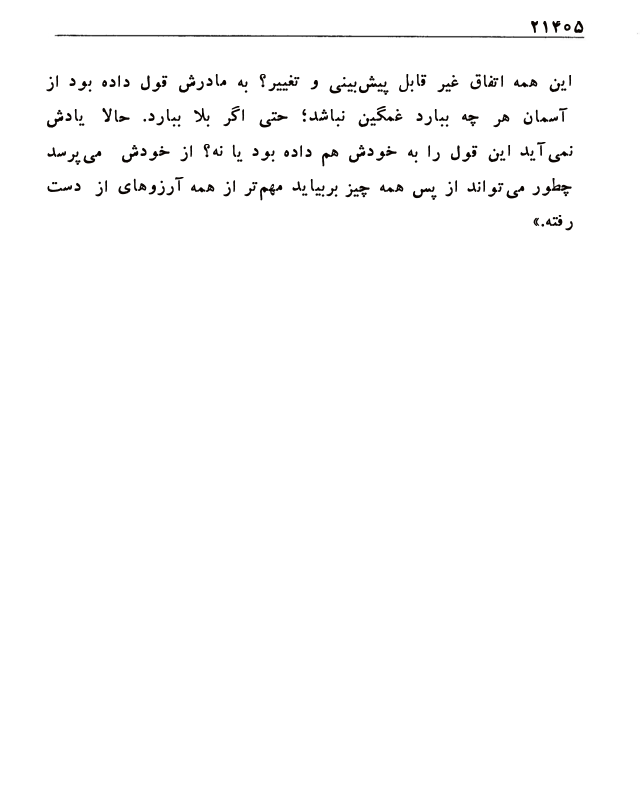 ۲۱۴۰۵
این همه اتفاق غیر قابل پیش‌بینی و تغییر؟ به مادرش قول داده بود از
آسمان هر چه ببارد غمگین نباشد؛ حتی اگر بلا ببارد. حالا یادش
نمی‌آید این قول را به خودش هم داده بود یا نه؟ از خودش می‌پرسد
چطور می‌تواند از پس همه چیز بربیاید مهم‌تر از همه آرزوهای از دست
رفته.»